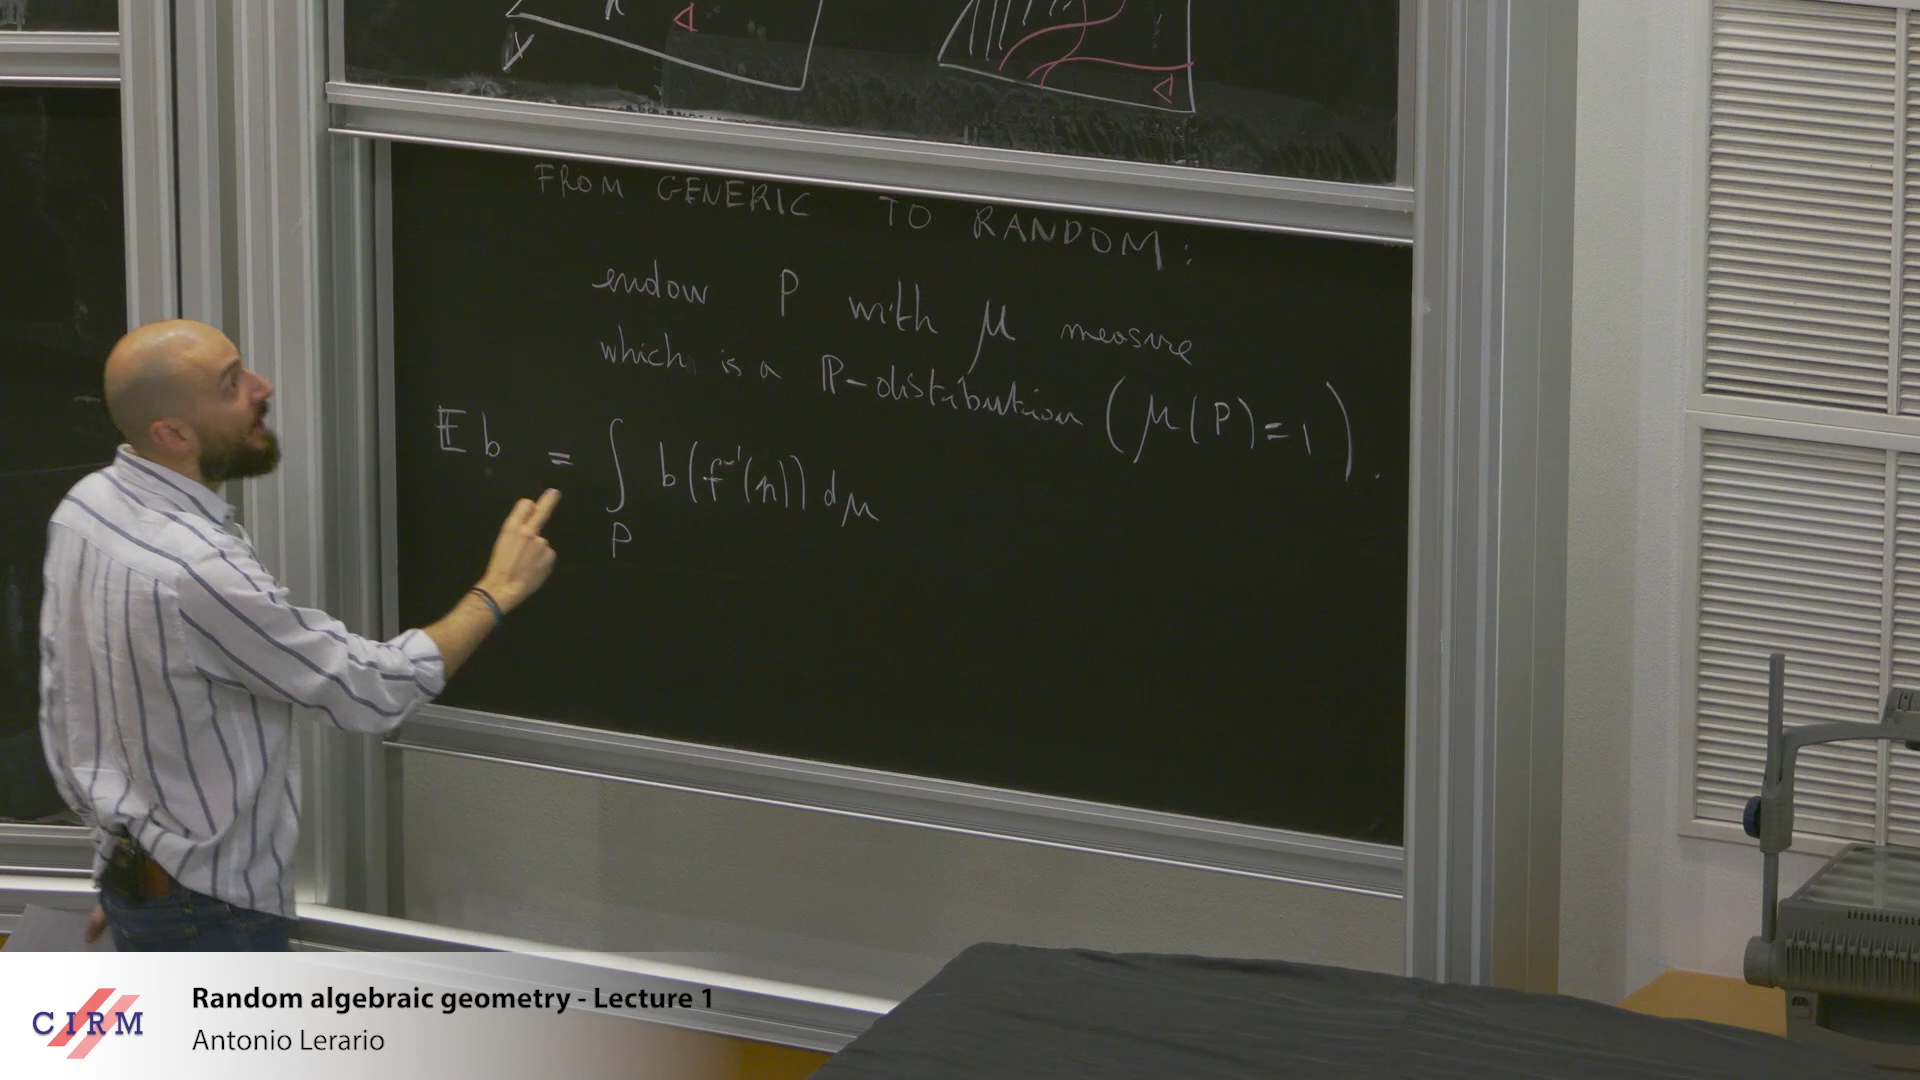 X
Δ
Δ
FROM GENERIC TO RANDOM:
endow P with μ measure
which is a ℙ-distribution (μ(P)=1).
𝔼 b = ∫_P b(f⁻¹(p)) dμ
CIRM
Random algebraic geometry - Lecture 1
Antonio Lerario